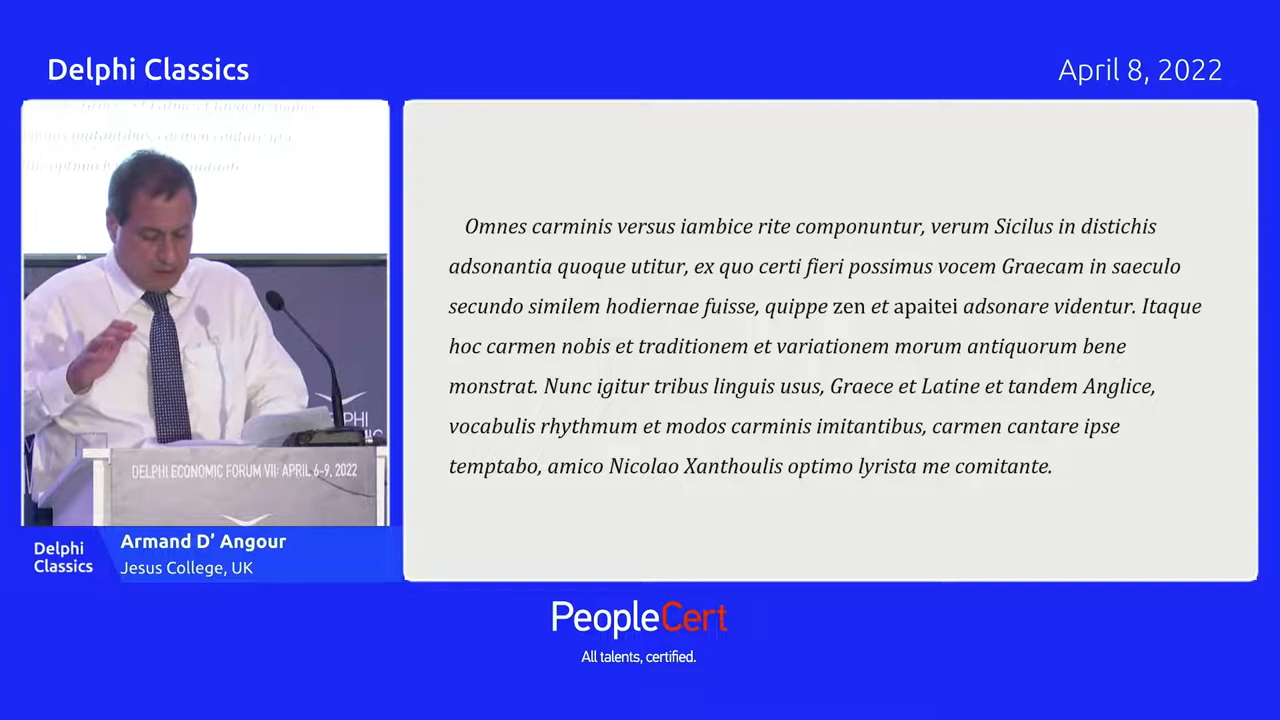 Delphi Classics
April 8, 2022
Omnes carminis versus iambice rite componuntur, verum Sicilus in distichis
adsonantia quoque utitur, ex quo certi fieri possimus vocem Graecam in saeculo
secundo similem hodiernae fuisse, quippe zen et apaitei adsonare videntur. Itaque
hoc carmen nobis et traditionem et variationem morum antiquorum bene
monstrat. Nunc igitur tribus linguis usus, Graece et Latine et tandem Anglice,
vocabulis rhythmum et modos carminis imitantibus, carmen cantare ipse
temptabo, amico Nicolao Xanthoulis optimo lyrista me comitante.
DELPHI ECONOMIC FORUM VII: APRIL 6-9, 2022
Delphi
Classics
Armand D' Angour
Jesus College, UK
PeopleCert
All talents, certified.